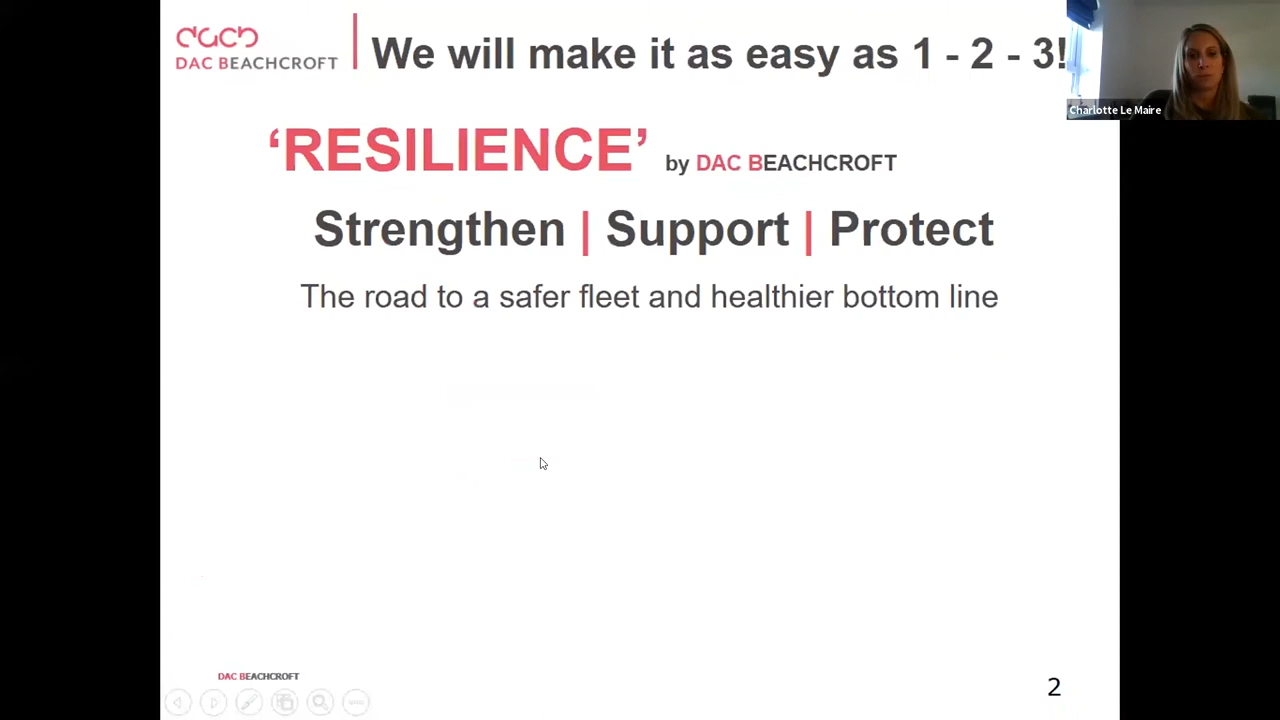 DAC BEACHCROFT
We will make it as easy as 1 - 2 - 3!
Charlotte Le Maire
‘RESILIENCE’ by DAC BEACHCROFT
Strengthen | Support | Protect
The road to a safer fleet and healthier bottom line
DAC BEACHCROFT
2